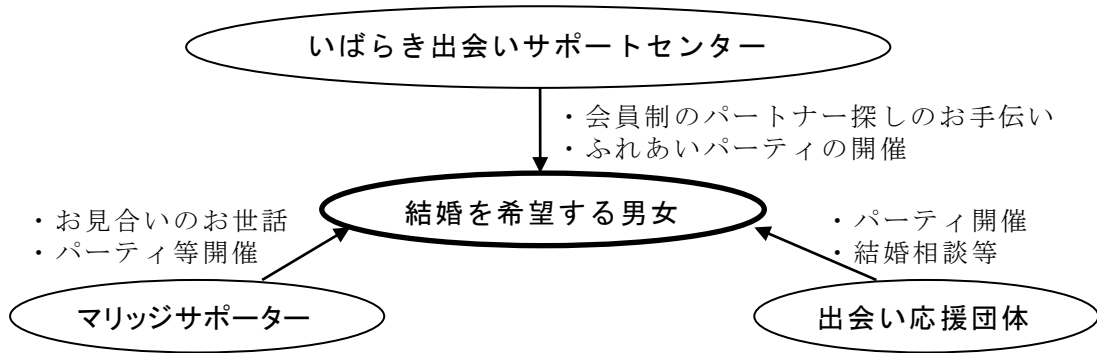 いばらき出会いサポートセンター
・会員制のパートナー探しのお手伝い
・ふれあいパーティの開催
結婚を希望する男女
・お見合いのお世話
・パーティ等開催
・パーティ開催
・結婚相談等
マリッジサポーター
出会い応援団体